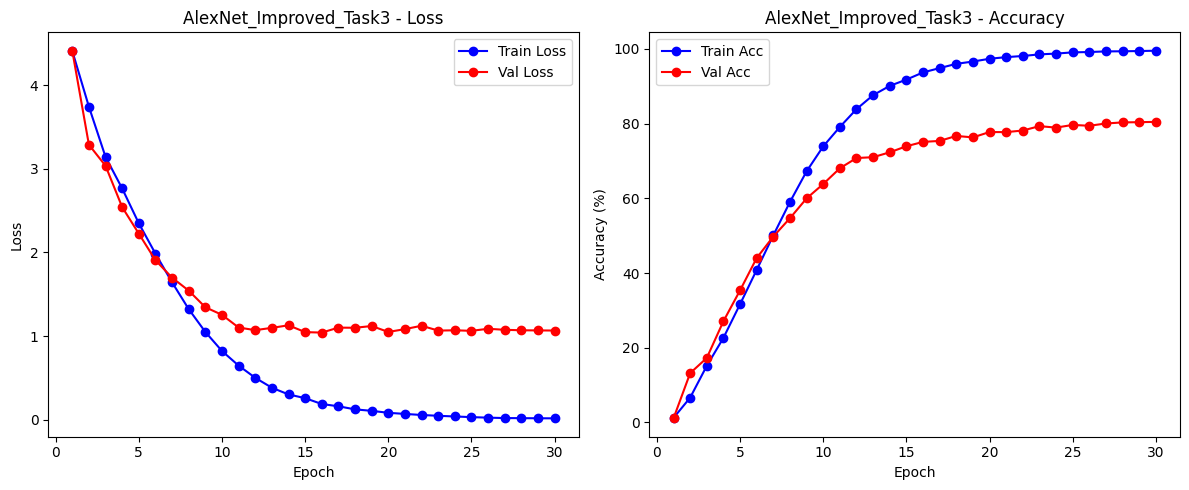 AlexNet_Improved_Task3 - Loss
Train Loss
Val Loss
Loss
4
3
2
1
0
0 5 10 15 20 25 30
Epoch
AlexNet_Improved_Task3 - Accuracy
Train Acc
Val Acc
Accuracy (%)
100
80
60
40
20
0
0 5 10 15 20 25 30
Epoch